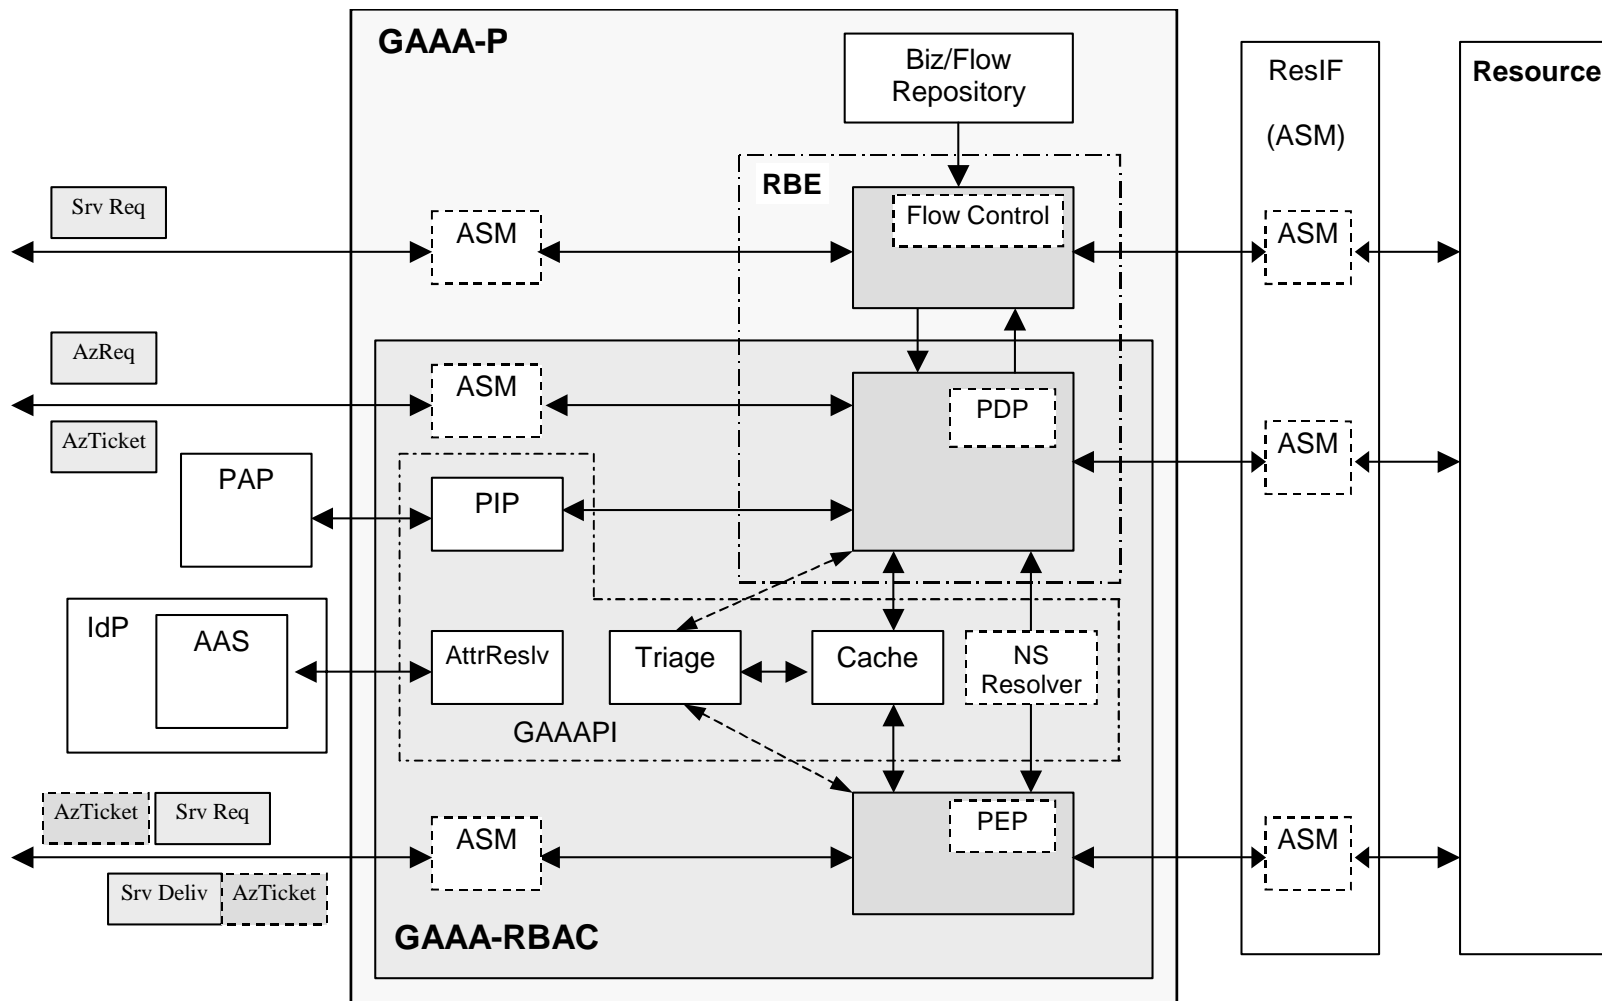 GAAA-P
Biz/Flow
Repository
ResIF
(ASM)
Resource
RBE
Srv Req
ASM
Flow Control
ASM
AzReq
ASM
PDP
AzTicket
ASM
PAP
PIP
IdP
AAS
AttrReslv
Triage
Cache
NS
Resolver
GAAAPI
AzTicket
Srv Req
ASM
PEP
ASM
Srv Deliv
AzTicket
GAAA-RBAC